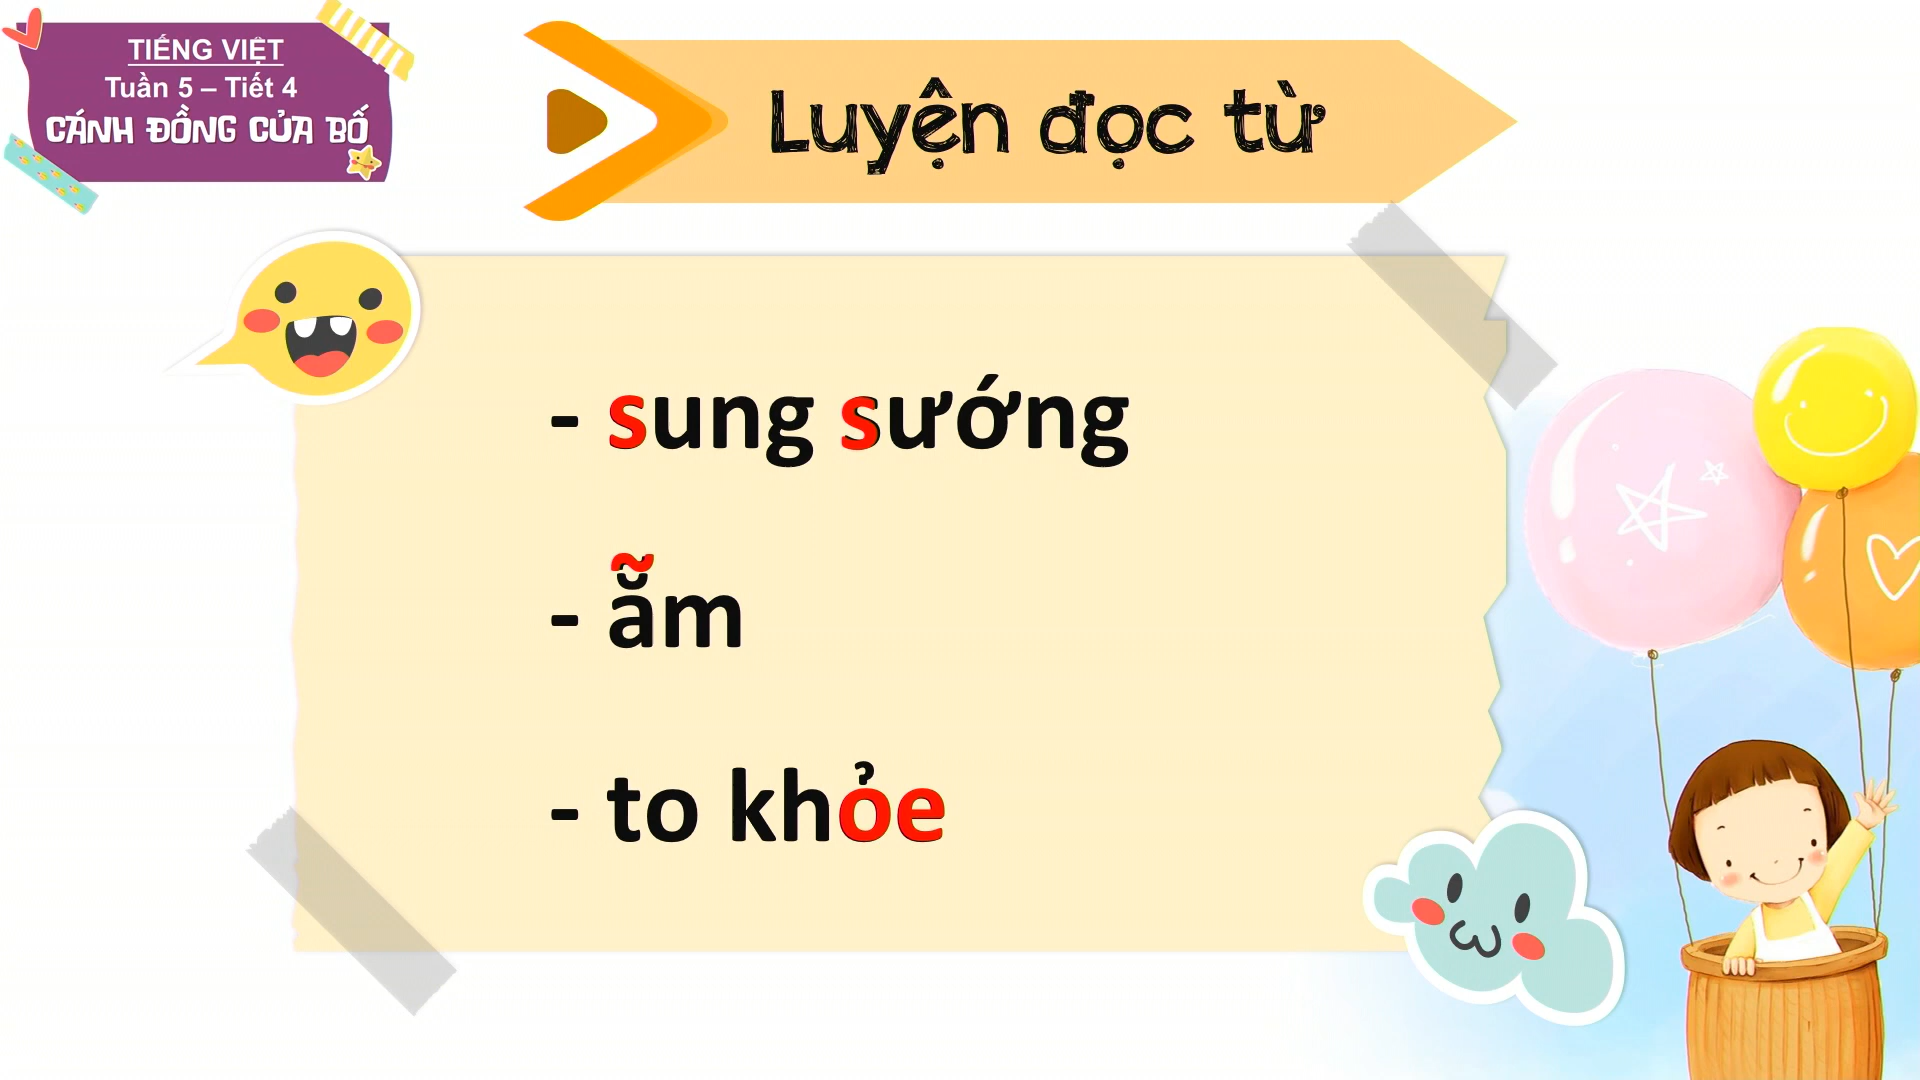 TIẾNG VIỆT
Tuần 5 – Tiết 4
CÁNH ĐỒNG CỦA BỐ
Luyện đọc từ
- sung sướng
- ẵm
- to khỏe